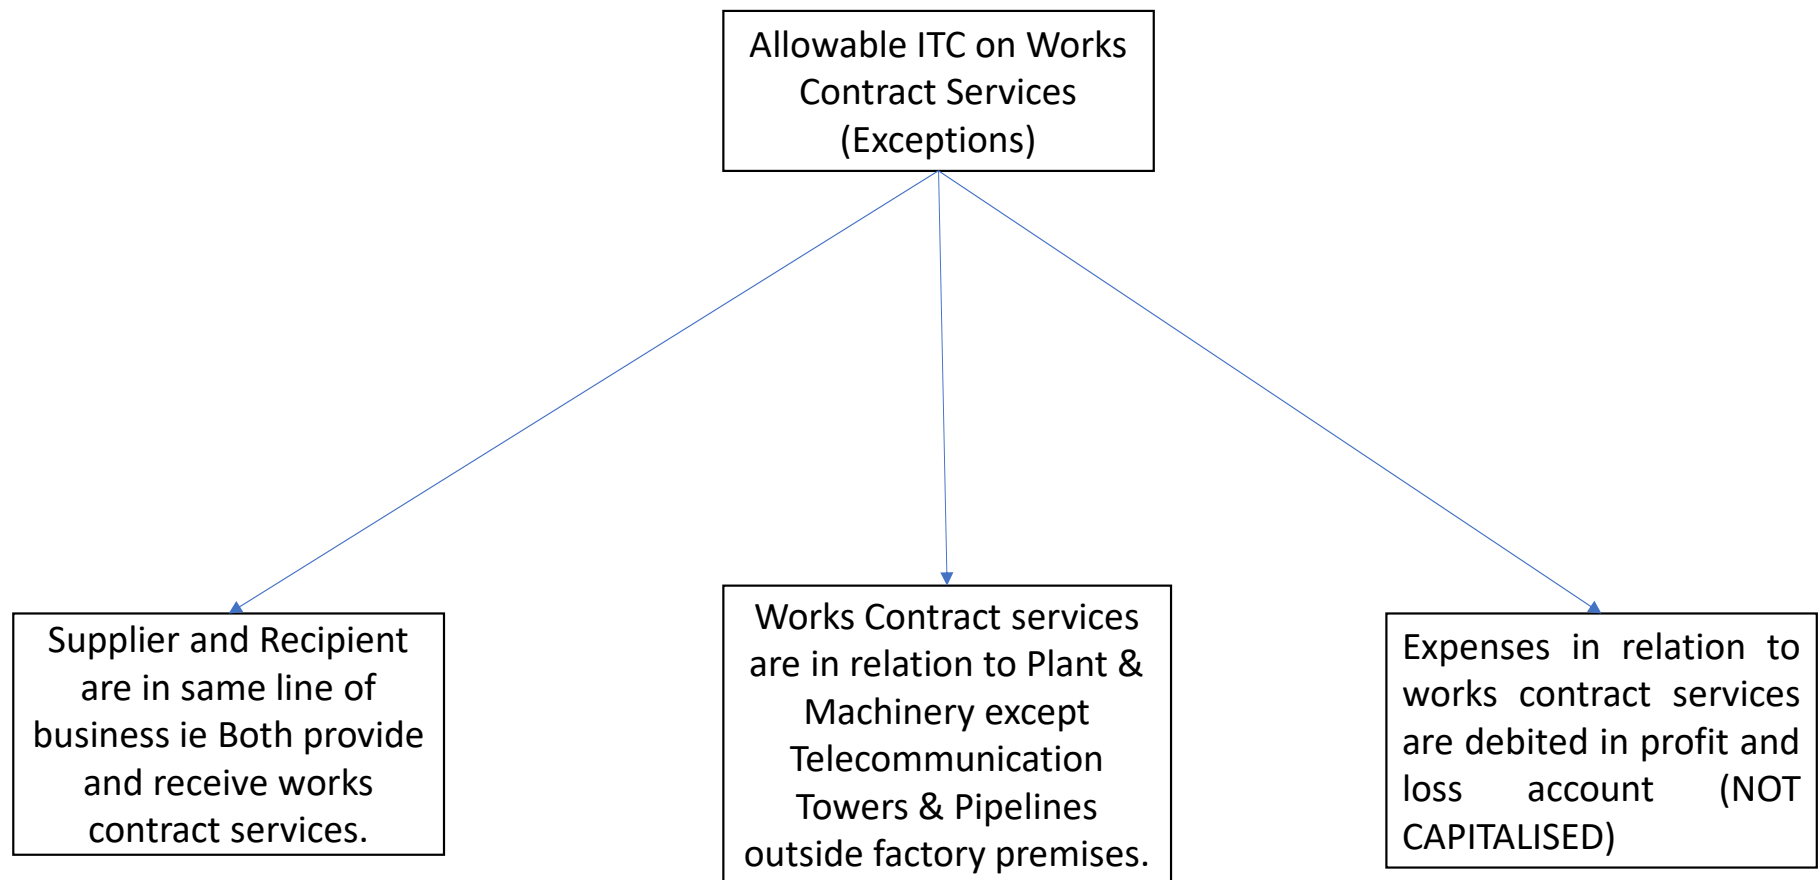 Allowable ITC on Works
Contract Services
(Exceptions)
Supplier and Recipient
are in same line of
business ie Both provide
and receive works
contract services.
Works Contract services
are in relation to Plant &
Machinery except
Telecommunication
Towers & Pipelines
outside factory premises.
Expenses in relation to
works contract services
are debited in profit and
loss account (NOT
CAPITALISED)